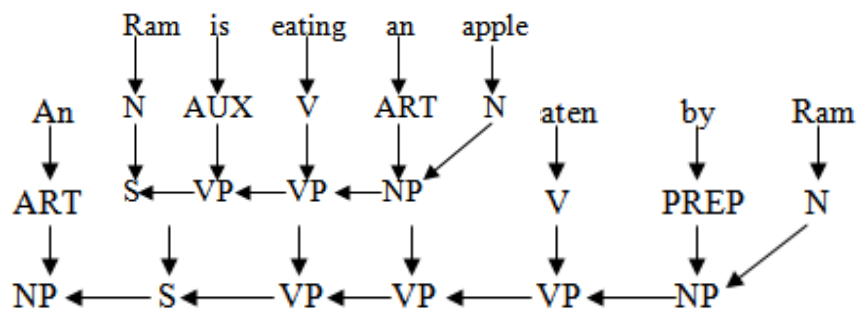 Ram is eating an apple
An N AUX V ART N aten by Ram
S VP VP NP
ART V PREP N
NP S VP VP VP NP